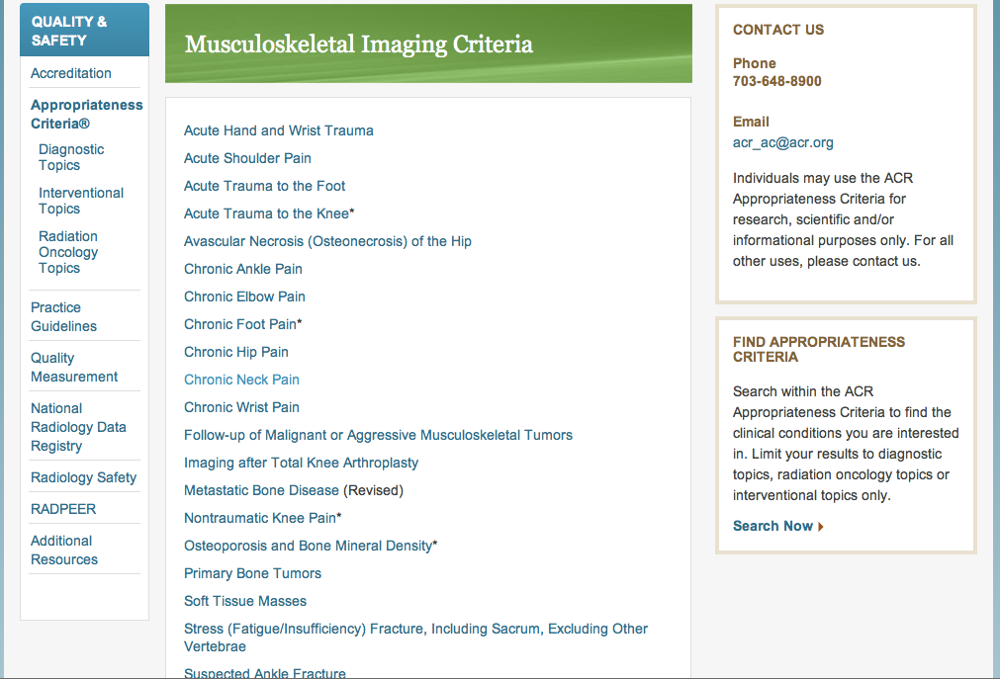 QUALITY &
SAFETY
Accreditation
Appropriateness
Criteria®
Diagnostic
Topics
Interventional
Topics
Radiation
Oncology
Topics
Practice
Guidelines
Quality
Measurement
National
Radiology Data
Registry
Radiology Safety
RADPEER
Additional
Resources
Musculoskeletal Imaging Criteria
Acute Hand and Wrist Trauma
Acute Shoulder Pain
Acute Trauma to the Foot
Acute Trauma to the Knee*
Avascular Necrosis (Osteonecrosis) of the Hip
Chronic Ankle Pain
Chronic Elbow Pain
Chronic Foot Pain*
Chronic Hip Pain
Chronic Neck Pain
Chronic Wrist Pain
Follow-up of Malignant or Aggressive Musculoskeletal Tumors
Imaging after Total Knee Arthroplasty
Metastatic Bone Disease (Revised)
Nontraumatic Knee Pain*
Osteoporosis and Bone Mineral Density*
Primary Bone Tumors
Soft Tissue Masses
Stress (Fatigue/Insufficiency) Fracture, Including Sacrum, Excluding Other
Vertebrae
Suspected Ankle Fracture
CONTACT US
Phone
703-648-8900
Email
acr_ac@acr.org
Individuals may use the ACR
Appropriateness Criteria for
research, scientific and/or
informational purposes only. For all
other uses, please contact us.
FIND APPROPRIATENESS
CRITERIA
Search within the ACR
Appropriateness Criteria to find the
clinical conditions you are interested
in. Limit your results to diagnostic
topics, radiation oncology topics or
interventional topics only.
Search Now